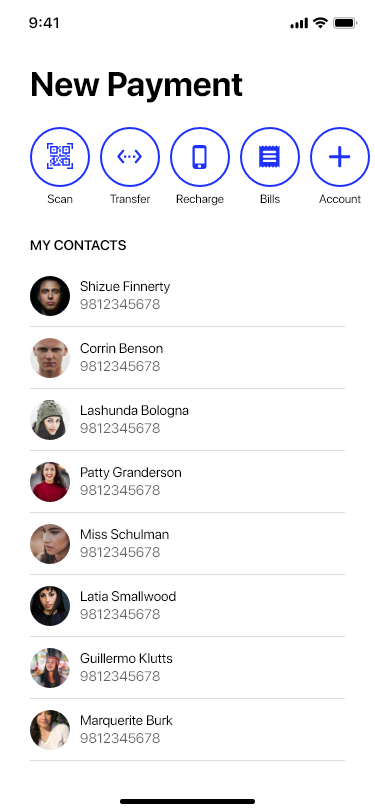 9:41
New Payment
Scan
Transfer
Recharge
Bills
Account
MY CONTACTS
Shizue Finnerty
9812345678
Corrin Benson
9812345678
Lashunda Bologna
9812345678
Patty Granderson
9812345678
Miss Schulman
9812345678
Latia Smallwood
9812345678
Guillermo Klutts
9812345678
Marquerite Burk
9812345678